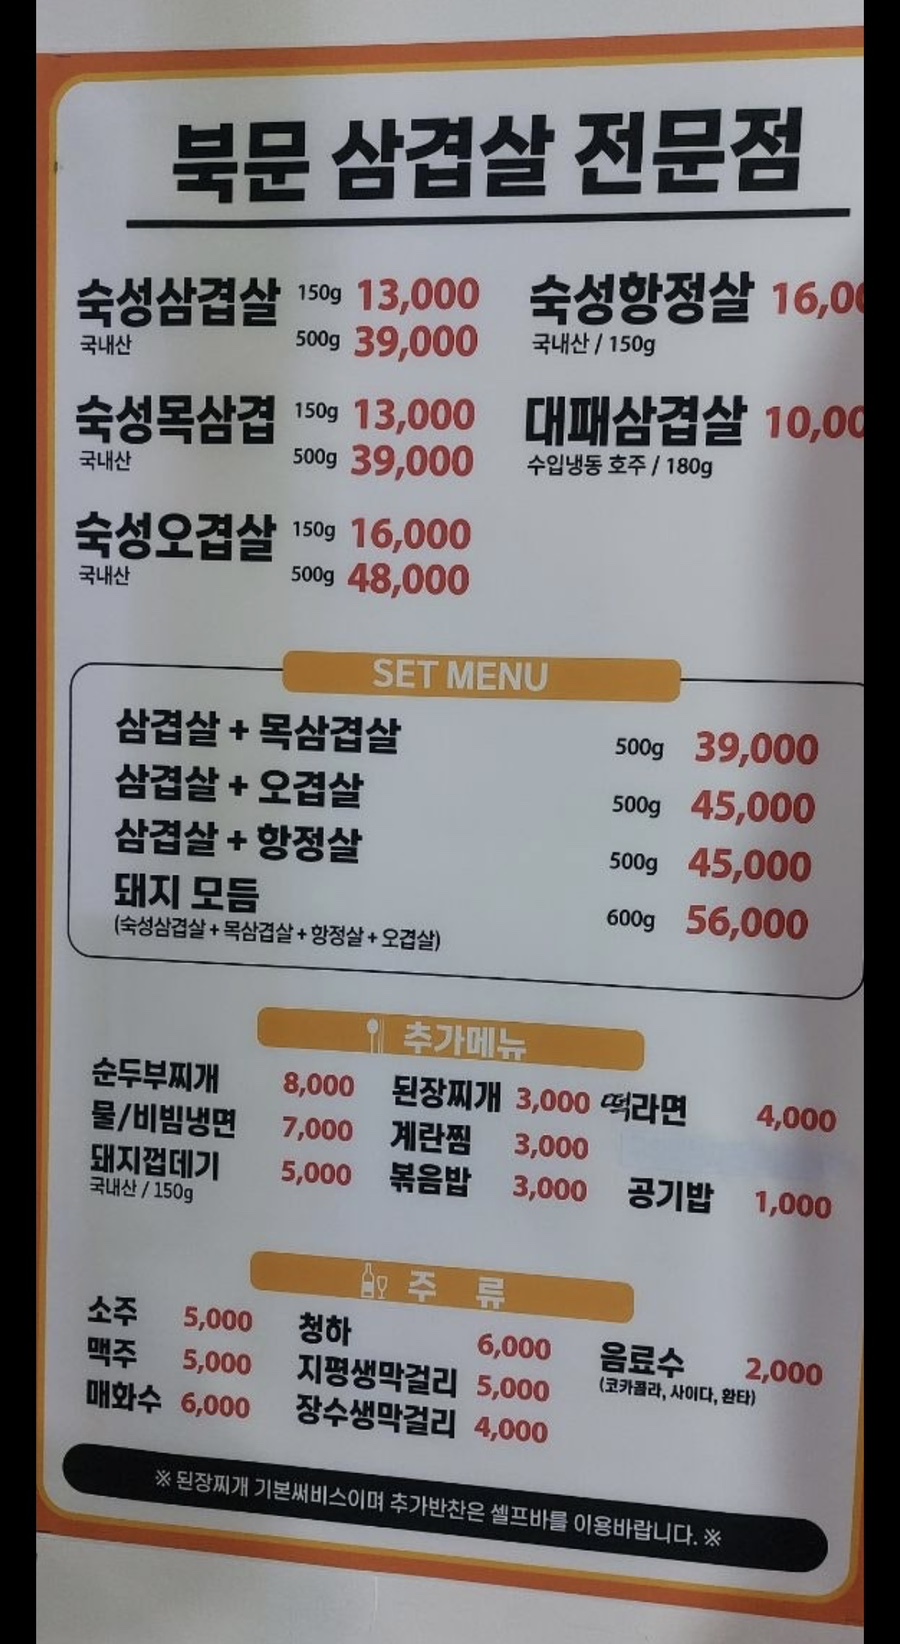 북문 삼겹살 전문점
숙성삼겹살 150g 13,000
국내산 500g 39,000
숙성목삼겹 150g 13,000
국내산 500g 39,000
숙성오겹살 150g 16,000
국내산 500g 48,000
숙성항정살 16,00
국내산 / 150g
대패삼겹살 10,00
수입냉동 호주 / 180g
SET MENU
삼겹살 + 목삼겹살 500g 39,000
삼겹살 + 오겹살 500g 45,000
삼겹살 + 항정살 500g 45,000
돼지 모듬 600g 56,000
(숙성삼겹살 + 목삼겹살 + 항정살 + 오겹살)
추가메뉴
순두부찌개 8,000
물/비빔냉면 7,000
돼지껍데기 5,000
국내산 / 150g
된장찌개 3,000
계란찜 3,000
볶음밥 3,000
떡라면 4,000
공기밥 1,000
주 류
소주 5,000
맥주 5,000
매화수 6,000
청하 6,000
지평생막걸리 5,000
장수생막걸리 4,000
음료수 2,000
(코카콜라, 사이다, 환타)
※ 된장찌개 기본써비스이며 추가반찬은 셀프바를 이용바랍니다. ※